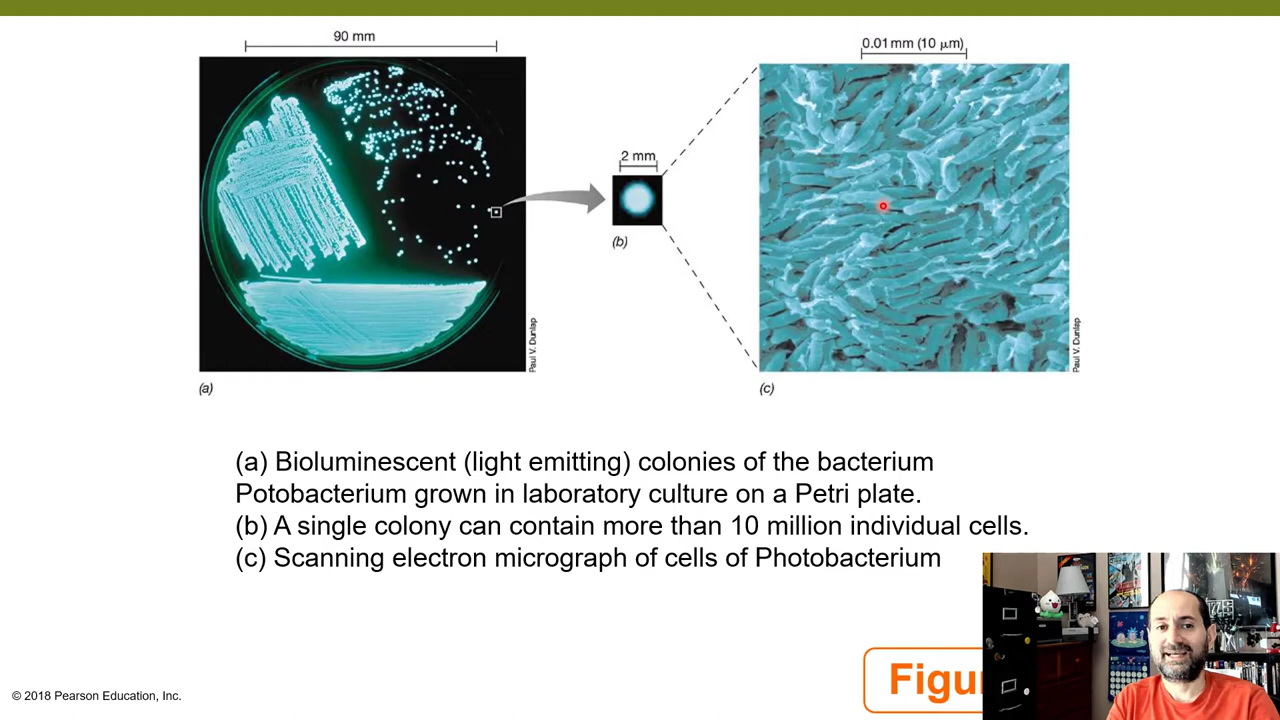 90 mm
0.01 mm (10 μm)
2 mm
(b)
Paul V. Dunlap
Paul V. Dunlap
(a)
(c)
(a) Bioluminescent (light emitting) colonies of the bacterium
Potobacterium grown in laboratory culture on a Petri plate.
(b) A single colony can contain more than 10 million individual cells.
(c) Scanning electron micrograph of cells of Photobacterium
© 2018 Pearson Education, Inc.